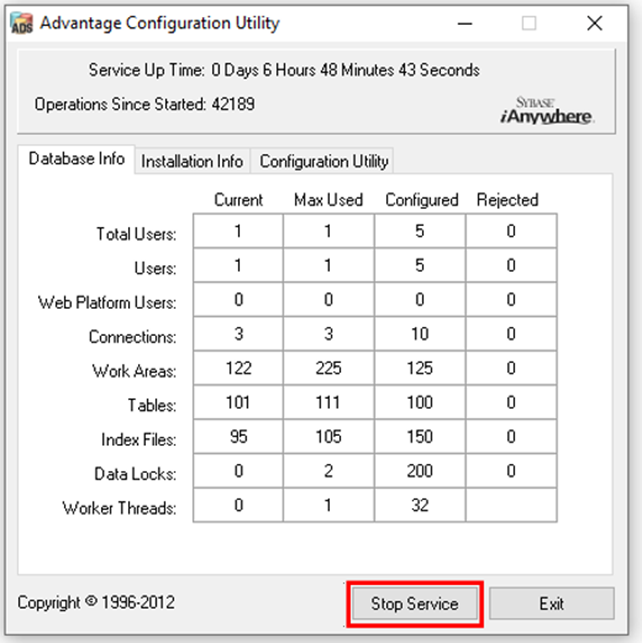 ADS Advantage Configuration Utility
Service Up Time: 0 Days 6 Hours 48 Minutes 43 Seconds
Operations Since Started: 42189
SYBASE
iAnywhere
Database Info Installation Info Configuration Utility
Current Max Used Configured Rejected
Total Users: 1 1 5 0
Users: 1 1 5 0
Web Platform Users: 0 0 0 0
Connections: 3 3 10 0
Work Areas: 122 225 125 0
Tables: 101 111 100 0
Index Files: 95 105 150 0
Data Locks: 0 2 200 0
Worker Threads: 0 1 32
Copyright © 1996-2012 Stop Service Exit